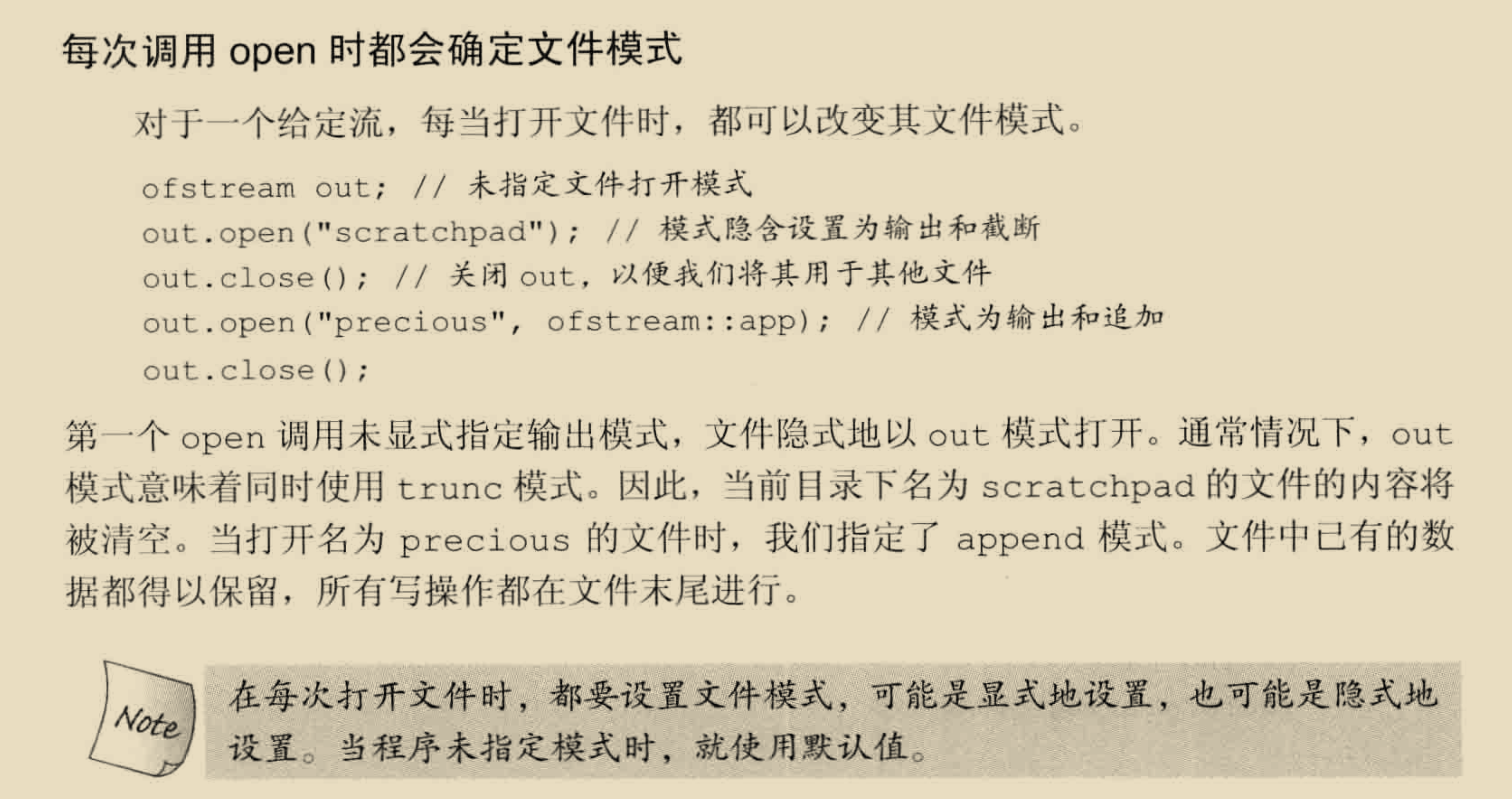 每次调用 open 时都会确定文件模式
对于一个给定流，每当打开文件时，都可以改变其文件模式。
ofstream out; // 未指定文件打开模式
out.open("scratchpad"); // 模式隐含设置为输出和截断
out.close(); // 关闭 out，以便我们将其用于其他文件
out.open("precious", ofstream::app); // 模式为输出和追加
out.close();
第一个 open 调用未显式指定输出模式，文件隐式地以 out 模式打开。通常情况下，out
模式意味着同时使用 trunc 模式。因此，当前目录下名为 scratchpad 的文件的内容将
被清空。当打开名为 precious 的文件时，我们指定了 append 模式。文件中已有的数
据都得以保留，所有写操作都在文件末尾进行。
Note
在每次打开文件时，都要设置文件模式，可能是显式地设置，也可能是隐式地
设置。当程序未指定模式时，就使用默认值。